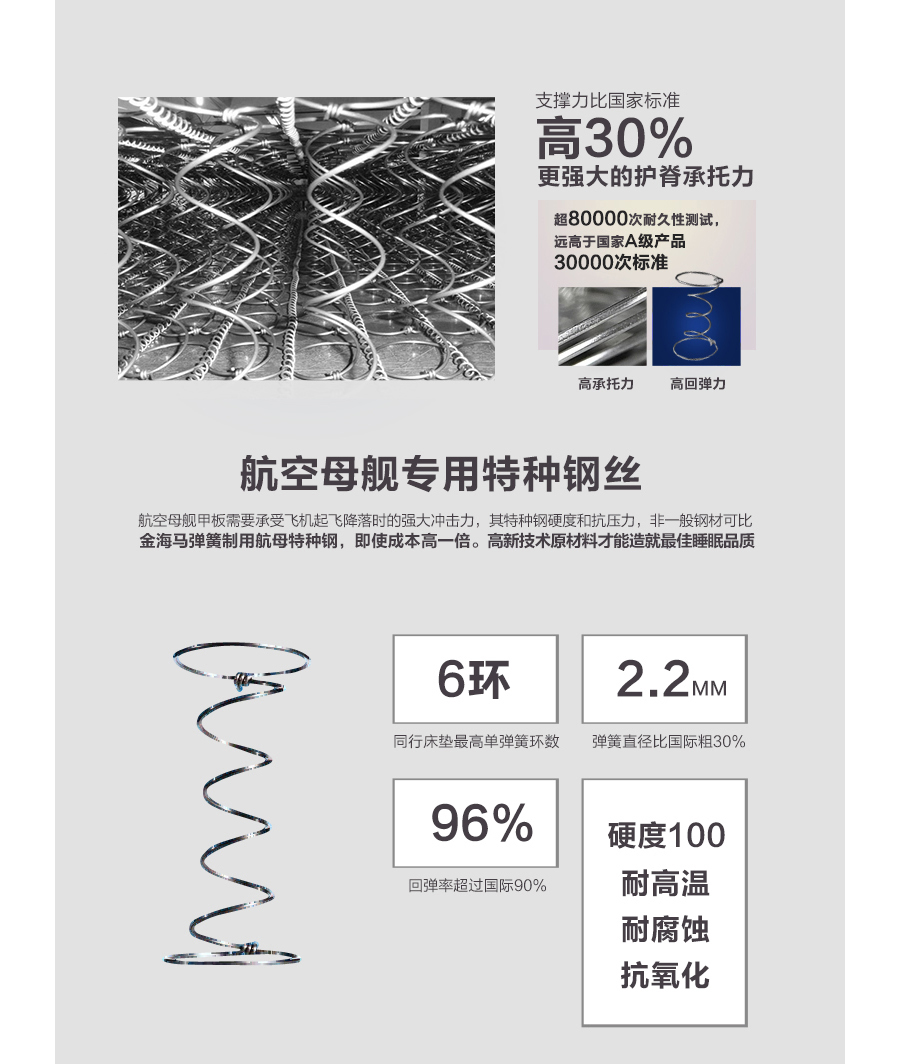 支撑力比国家标准
高30%
更强大的护脊承托力
超80000次耐久性测试，
远高于国家A级产品
30000次标准
高承托力
高回弹力
航空母舰专用特种钢丝
航空母舰甲板需要承受飞机起飞降落时的强大冲击力，其特种钢硬度和抗压力，非一般钢材可比
金海马弹簧制用航母特种钢，即使成本高一倍。高新技术原材料才能造就最佳睡眠品质
6环
同行床垫最高单弹簧环数
2.2MM
弹簧直径比国际粗30%
96%
回弹率超过国际90%
硬度100
耐高温
耐腐蚀
抗氧化